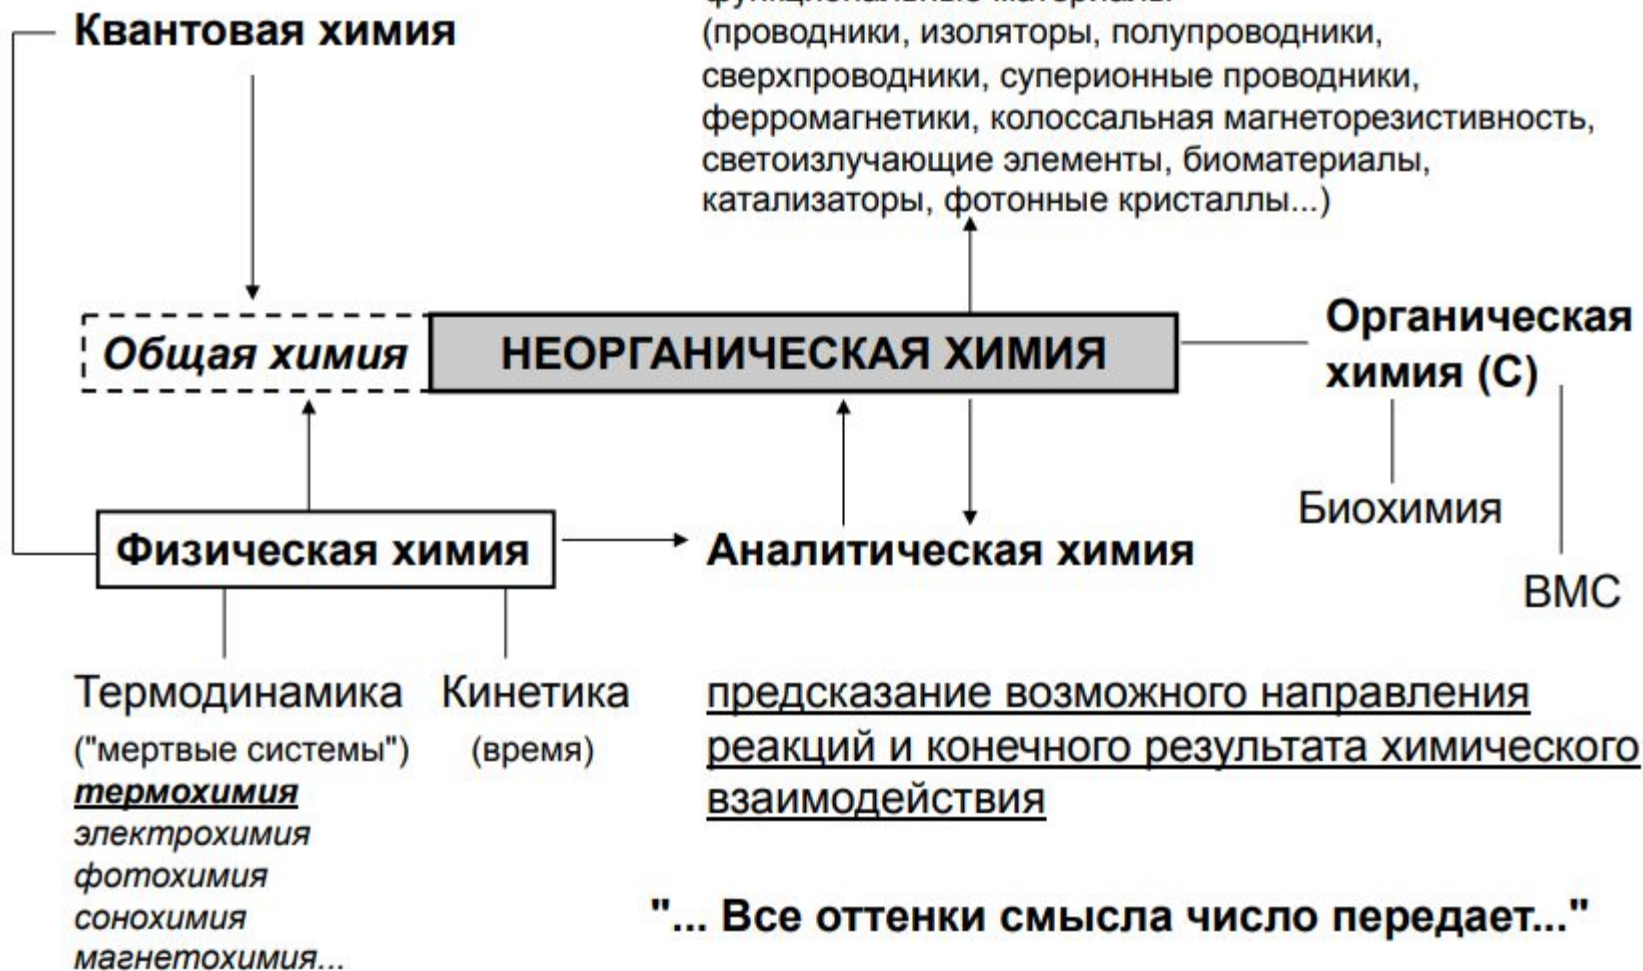 Квантовая химия
функциональные материалы
(проводники, изоляторы, полупроводники,
сверхпроводники, суперионные проводники,
ферромагнетики, колоссальная магнеторезистивность,
светоизлучающие элементы, биоматериалы,
катализаторы, фотонные кристаллы...)
Общая химия
НЕОРГАНИЧЕСКАЯ ХИМИЯ
Органическая
химия (С)
Биохимия
ВМС
Физическая химия
Аналитическая химия
Термодинамика
("мертвые системы")
термохимия
электрохимия
фотохимия
сонохимия
магнетохимия...
Кинетика
(время)
предсказание возможного направления
реакций и конечного результата химического
взаимодействия
"... Все оттенки смысла число передает..."